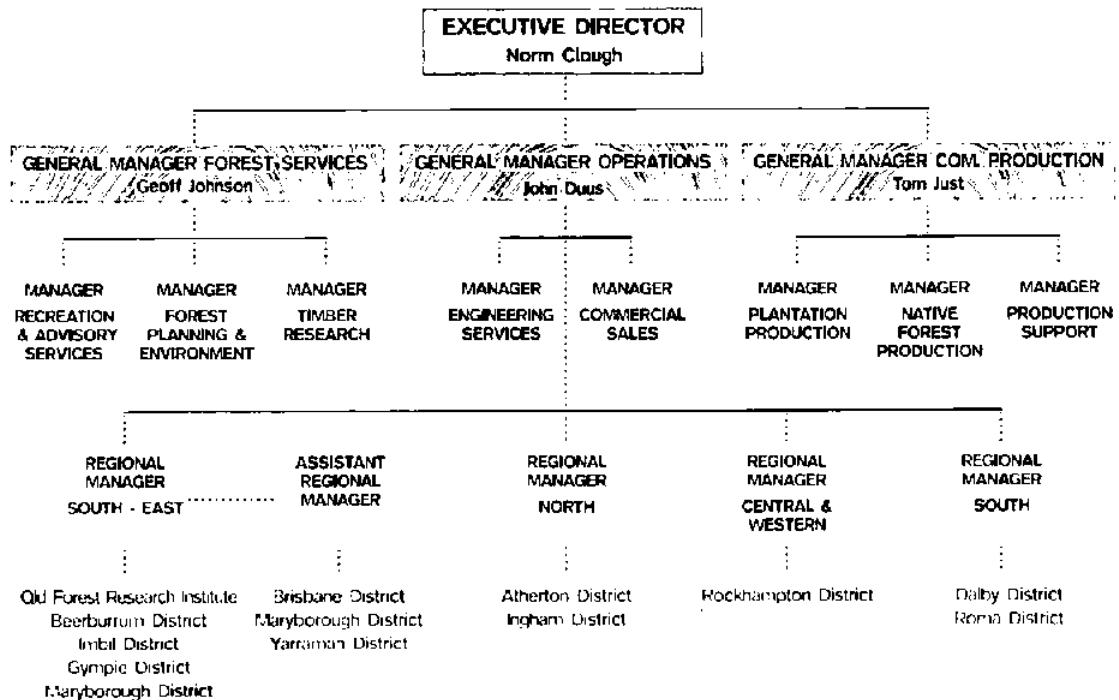 EXECUTIVE DIRECTOR
Norm Clough
GENERAL MANAGER FOREST SERVICES
Geoff Johnson
GENERAL MANAGER OPERATIONS
John Duus
GENERAL MANAGER COM. PRODUCTION
Tom Just
MANAGER
RECREATION
& ADVISORY
SERVICES
MANAGER
FOREST
PLANNING &
ENVIRONMENT
MANAGER
TIMBER
RESEARCH
MANAGER
ENGINEERING
SERVICES
MANAGER
COMMERCIAL
SALES
MANAGER
PLANTATION
PRODUCTION
MANAGER
NATIVE
FOREST
PRODUCTION
MANAGER
PRODUCTION
SUPPORT
REGIONAL
MANAGER
SOUTH - EAST
ASSISTANT
REGIONAL
MANAGER
REGIONAL
MANAGER
NORTH
REGIONAL
MANAGER
CENTRAL &
WESTERN
REGIONAL
MANAGER
SOUTH
Qld Forest Research Institute
Beerburrum District
Imbil District
Gympie District
Maryborough District
Brisbane District
Maryborough District
Yarraman District
Atherton District
Ingham District
Rockhampton District
Dalby District
Roma District